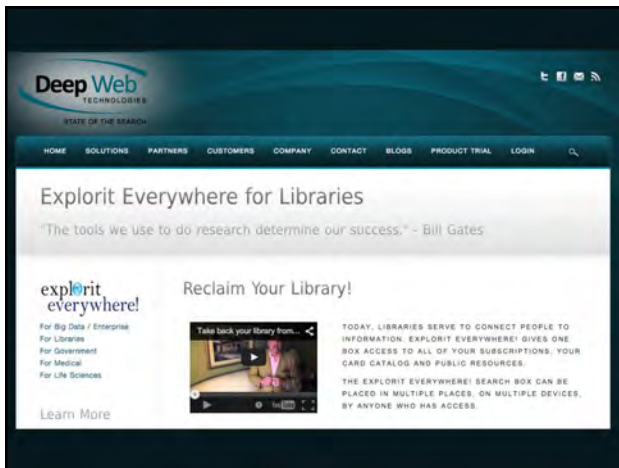 Deep Web
TECHNOLOGIES
STATE OF THE SEARCH
HOME SOLUTIONS PARTNERS CUSTOMERS COMPANY CONTACT BLOGS PRODUCT TRIAL LOGIN
Explorit Everywhere for Libraries
"The tools we use to do research determine our success." - Bill Gates
explorit
everywhere!
For Big Data / Enterprise
For Libraries
For Government
For Medical
For Life Sciences
Learn More
Reclaim Your Library!
Take back your library from...
You Tube
TODAY, LIBRARIES SERVE TO CONNECT PEOPLE TO
INFORMATION. EXPLORIT EVERYWHERE! GIVES ONE
BOX ACCESS TO ALL OF YOUR SUBSCRIPTIONS, YOUR
CARD CATALOG AND PUBLIC RESOURCES.
THE EXPLORIT EVERYWHERE! SEARCH BOX CAN BE
PLACED IN MULTIPLE PLACES, ON MULTIPLE DEVICES,
BY ANYONE WHO HAS ACCESS.